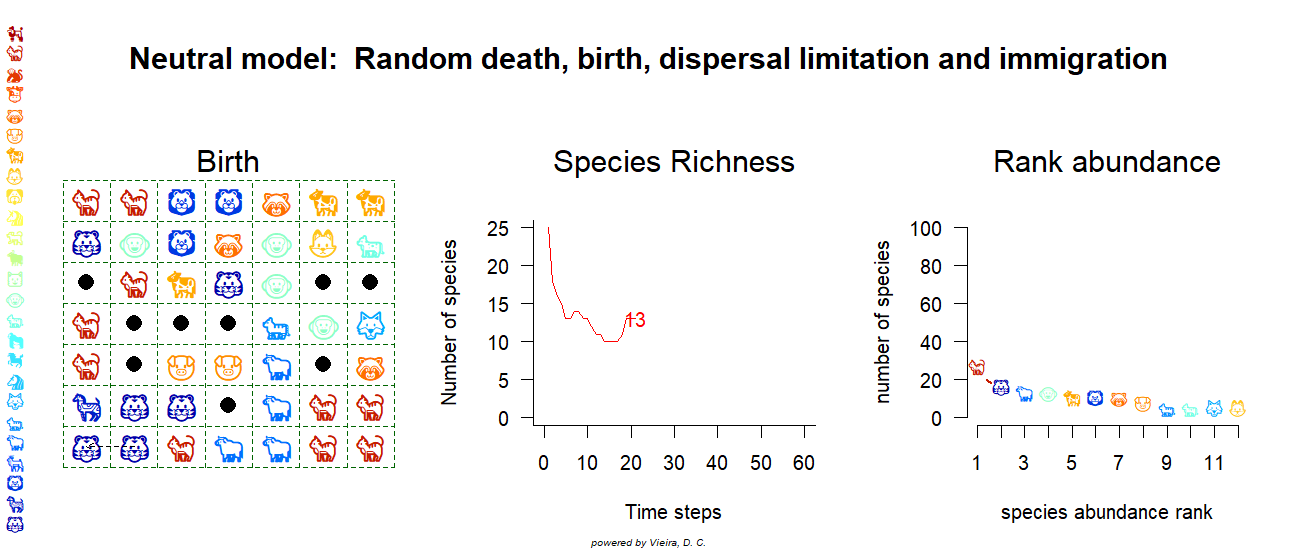 Neutral model:  Random death, birth, dispersal limitation and immigration
Birth
Species Richness
Number of species
25
20
15
10
5
0
13
0 10 20 30 40 50 60
Time steps
Rank abundance
number of species
100
80
60
40
20
0
1 3 5 7 9 11
species abundance rank
powered by Vieira, D. C.